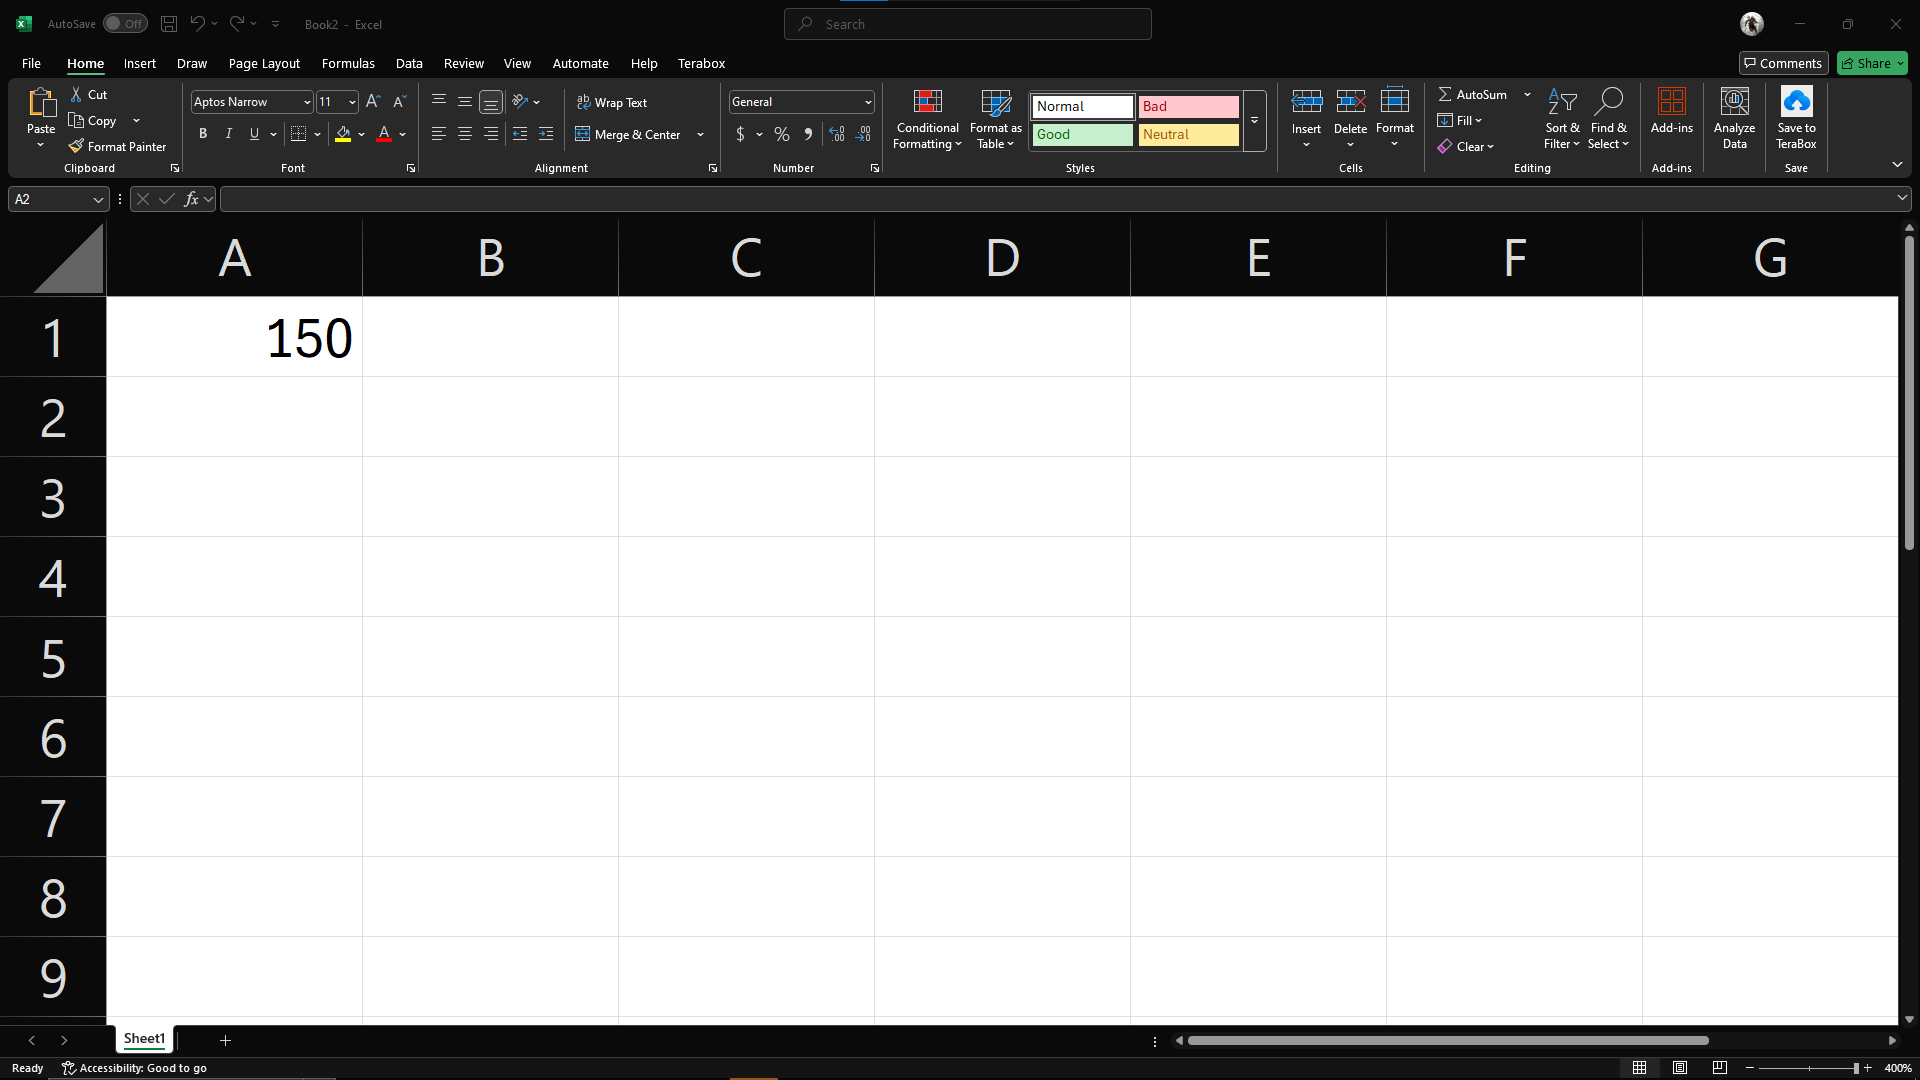 AutoSave Off Book2 - Excel Search
File Home Insert Draw Page Layout Formulas Data Review View Automate Help Terabox Comments Share
Paste Cut Copy Format Painter Clipboard
Aptos Narrow 11 B I U A Font
ab Wrap Text Merge & Center Alignment
General $ % 9 Number
Conditional Formatting Format as Table Normal Bad Good Neutral Styles
Insert Delete Format Cells
AutoSum Fill Clear Sort & Filter Find & Select Editing
Add-ins Add-ins
Analyze Data
Save to TeraBox Save
A2 fx
A B C D E F G
1 150
2
3
4
5
6
7
8
9
Sheet1
Ready Accessibility: Good to go 400%